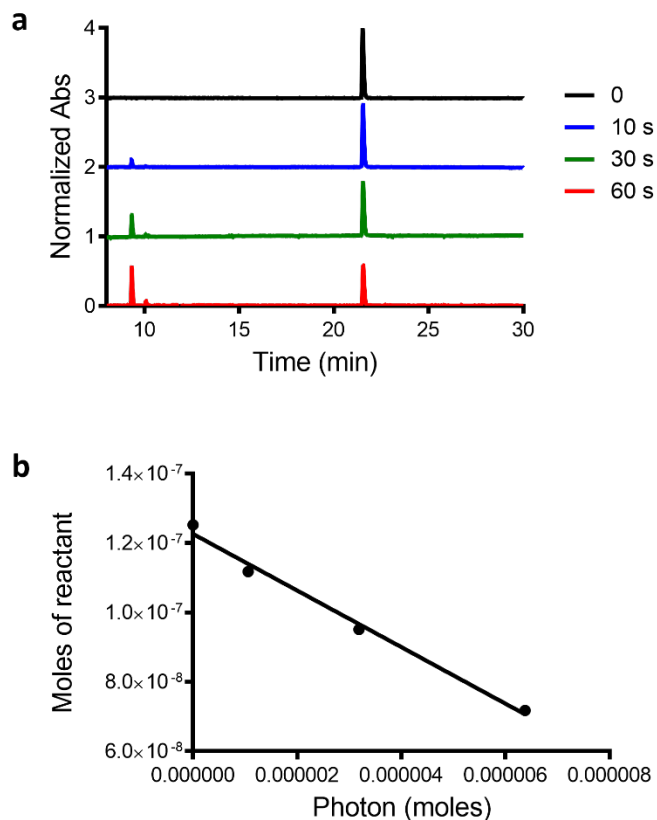 a
Normalized Abs
4
3
2
1
0
10
15
20
25
30
Time (min)
0
10 s
30 s
60 s
b
Moles of reactant
1.4× 10⁻⁷
1.2× 10⁻⁷
1.0× 10⁻⁷
8.0× 10⁻⁸
6.0× 10⁻⁸
0.000000
0.000002
0.000004
0.000006
0.000008
Photon (moles)